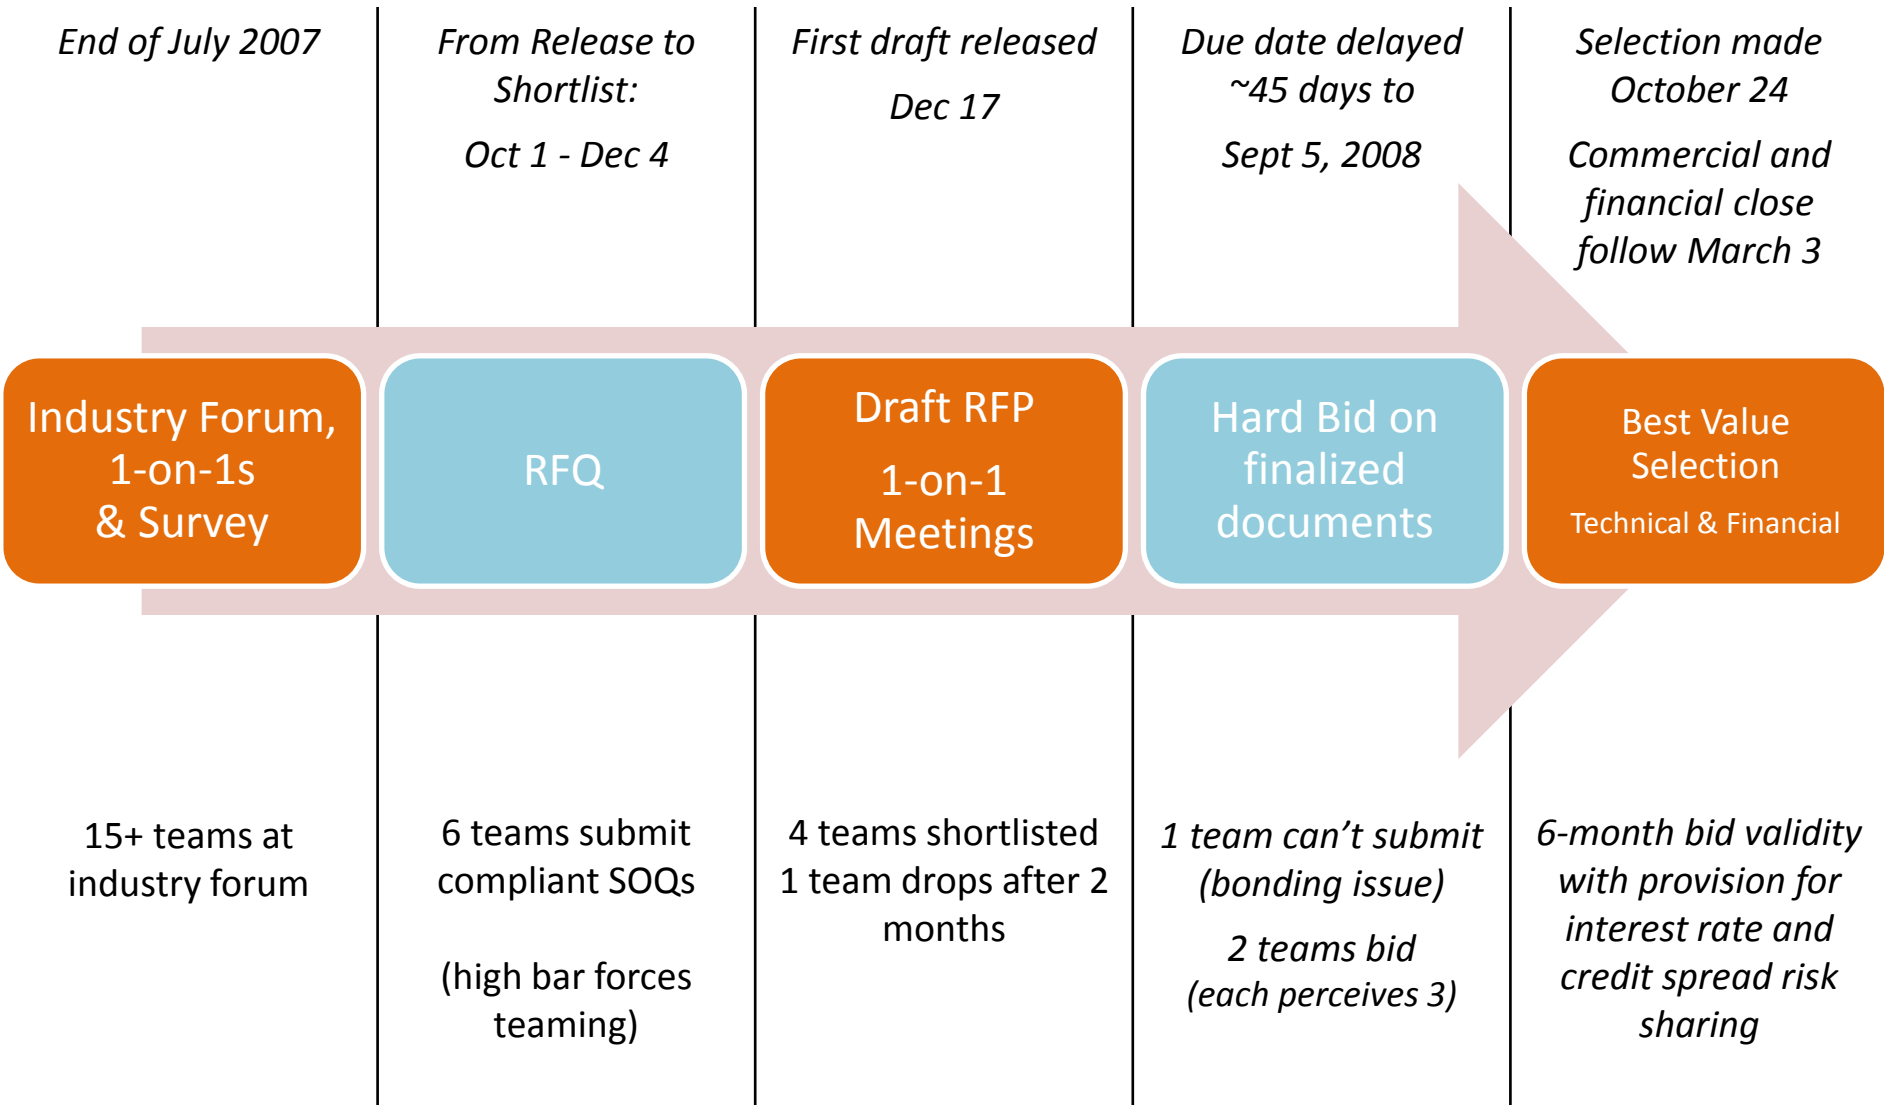 End of July 2007
From Release to
Shortlist:
Oct 1 - Dec 4
First draft released
Dec 17
Due date delayed
~45 days to
Sept 5, 2008
Selection made
October 24
Commercial and
financial close
follow March 3
Industry Forum,
1-on-1s
& Survey
RFQ
Draft RFP
1-on-1
Meetings
Hard Bid on
finalized
documents
Best Value
Selection
Technical & Financial
15+ teams at
industry forum
6 teams submit
compliant SOQs
(high bar forces
teaming)
4 teams shortlisted
1 team drops after 2
months
1 team can’t submit
(bonding issue)
2 teams bid
(each perceives 3)
6-month bid validity
with provision for
interest rate and
credit spread risk
sharing